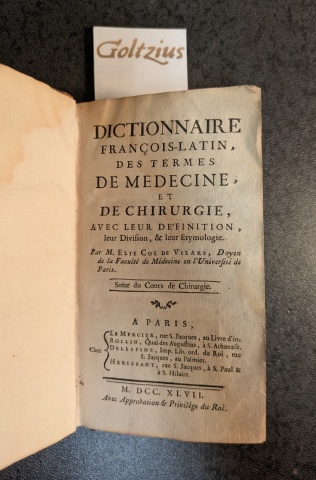 Goltzius
DICTIONNAIRE
FRANÇOIS-LATIN,
DES TERMES
DE MEDECINE,
ET
DE CHIRURGIE,
AVEC LEUR DEFINITION,
leur Division, & leur Etymologie.
Par M. ELIE COL DE VILARS, Doyen
de la Faculté de Médecine en l'Université de
Paris.
Suite du Cours de Chirurgie.
A PARIS,
Chez
LE MERCIER, rue S. Jacques, au Livre d'or.
ROLLIN, Quai des Augustins, à S. Athanase.
DELESPINE, Imp. Lib. ord. du Roi, rue
S. Jacques, au Palmier.
HERISSANT, rue S. Jacques, à S. Paul &
à S. Hilaire.
M. DCC. XLVII.
Avec Approbation & Privilége du Roi.